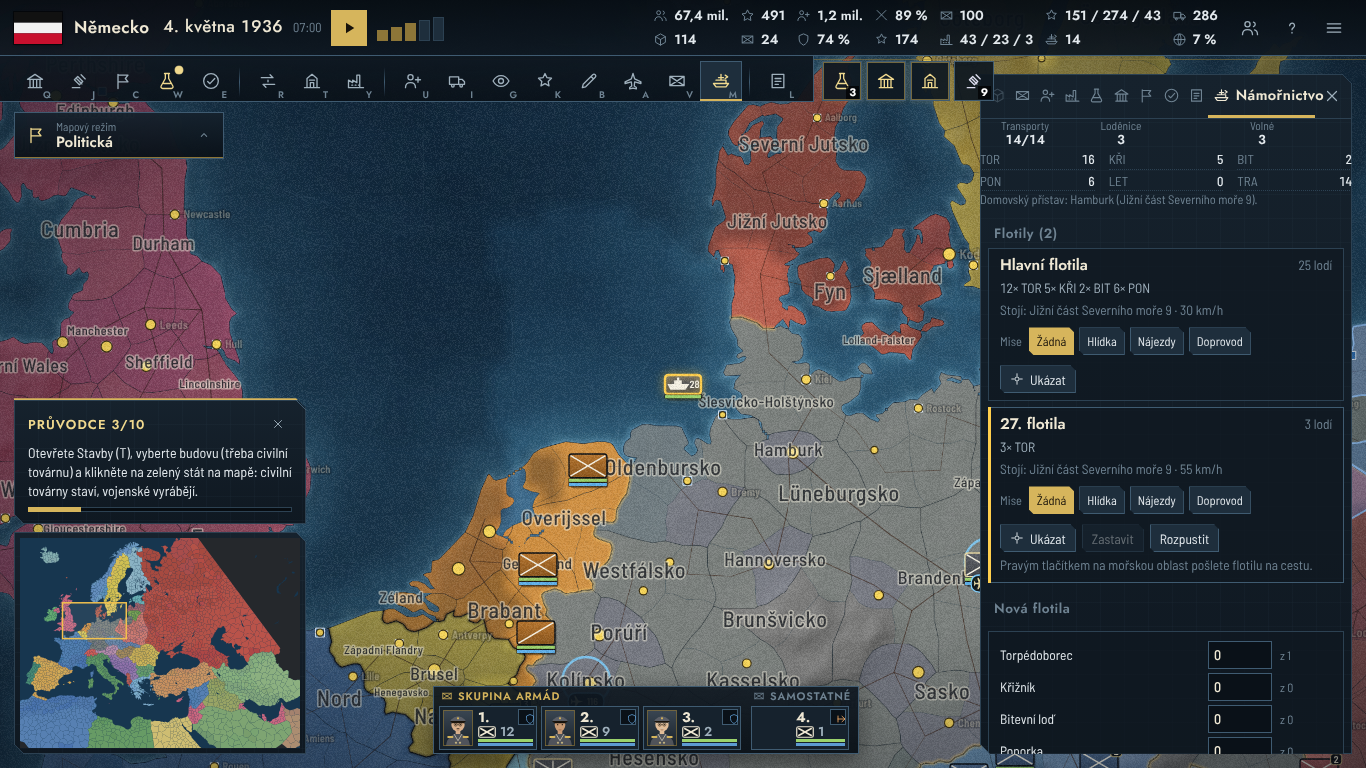 Německo 4. května 1936 07:00
67,4 mil. 491 1,2 mil. 89 % 100 151 / 274 / 43 286
114 24 74 % 174 43 / 23 / 3 14 7 %
?
Q J C W E R T Y U I G K B A V M L
3 9
Námořnictvo
Mapový režim
Politická
Transporty Loděnice Volné
14/14 3 3
TOR 16 KŘI 5 BIT 2
PON 6 LET 0 TRA 14
Domovský přístav: Hamburk (Jižní část Severního moře 9).
Flotily (2)
Hlavní flotila 25 lodí
12× TOR 5× KŘI 2× BIT 6× PON
Stojí: Jižní část Severního moře 9 · 30 km/h
Mise Žádná Hlídka Nájezdy Doprovod
Ukázat
27. flotila 3 lodí
3× TOR
Stojí: Jižní část Severního moře 9 · 55 km/h
Mise Žádná Hlídka Nájezdy Doprovod
Ukázat Zastavit Rozpustit
Pravým tlačítkem na mořskou oblast pošlete flotilu na cestu.
Nová flotila
Torpédoborec 0 z 1
Křižník 0 z 0
Bitevní loď 0 z 0
Ponorka 0 z 0
Edinburgh
Aalborg
Severní Jutsko
Aarhus
Jižní Jutsko
Newcastle
Cumbria
Durham
Sjælland
Fyn
Manchester
Leeds
Lolland-Falster
Hull
Sheffield
Lincolnshire
28
Kiel
Šlesvicko-Holštýnsko
Rostock
Hamburk
Oldenbursko
Brémy
Lüneburgsko
Overijssel
Hannoversko
Westfálsko
Zéland
Brabant
Brunšvicko
Porúří
Antverpy
Západní Flandry
Brusel
Lille
Henegavsko
Nord
Kolínsko
Kasselsko
Sasko
Hesensko
Amiens
Rouen
Gloucestershire
PRŮVODCE 3/10
Otevřete Stavby (T), vyberte budovu (třeba civilní
továrnu) a klikněte na zelený stát na mapě: civilní
továrny staví, vojenské vyrábějí.
SKUPINA ARMÁD SAMOSTATNÉ
1. 12
2. 9
3. 2
4. 1
2